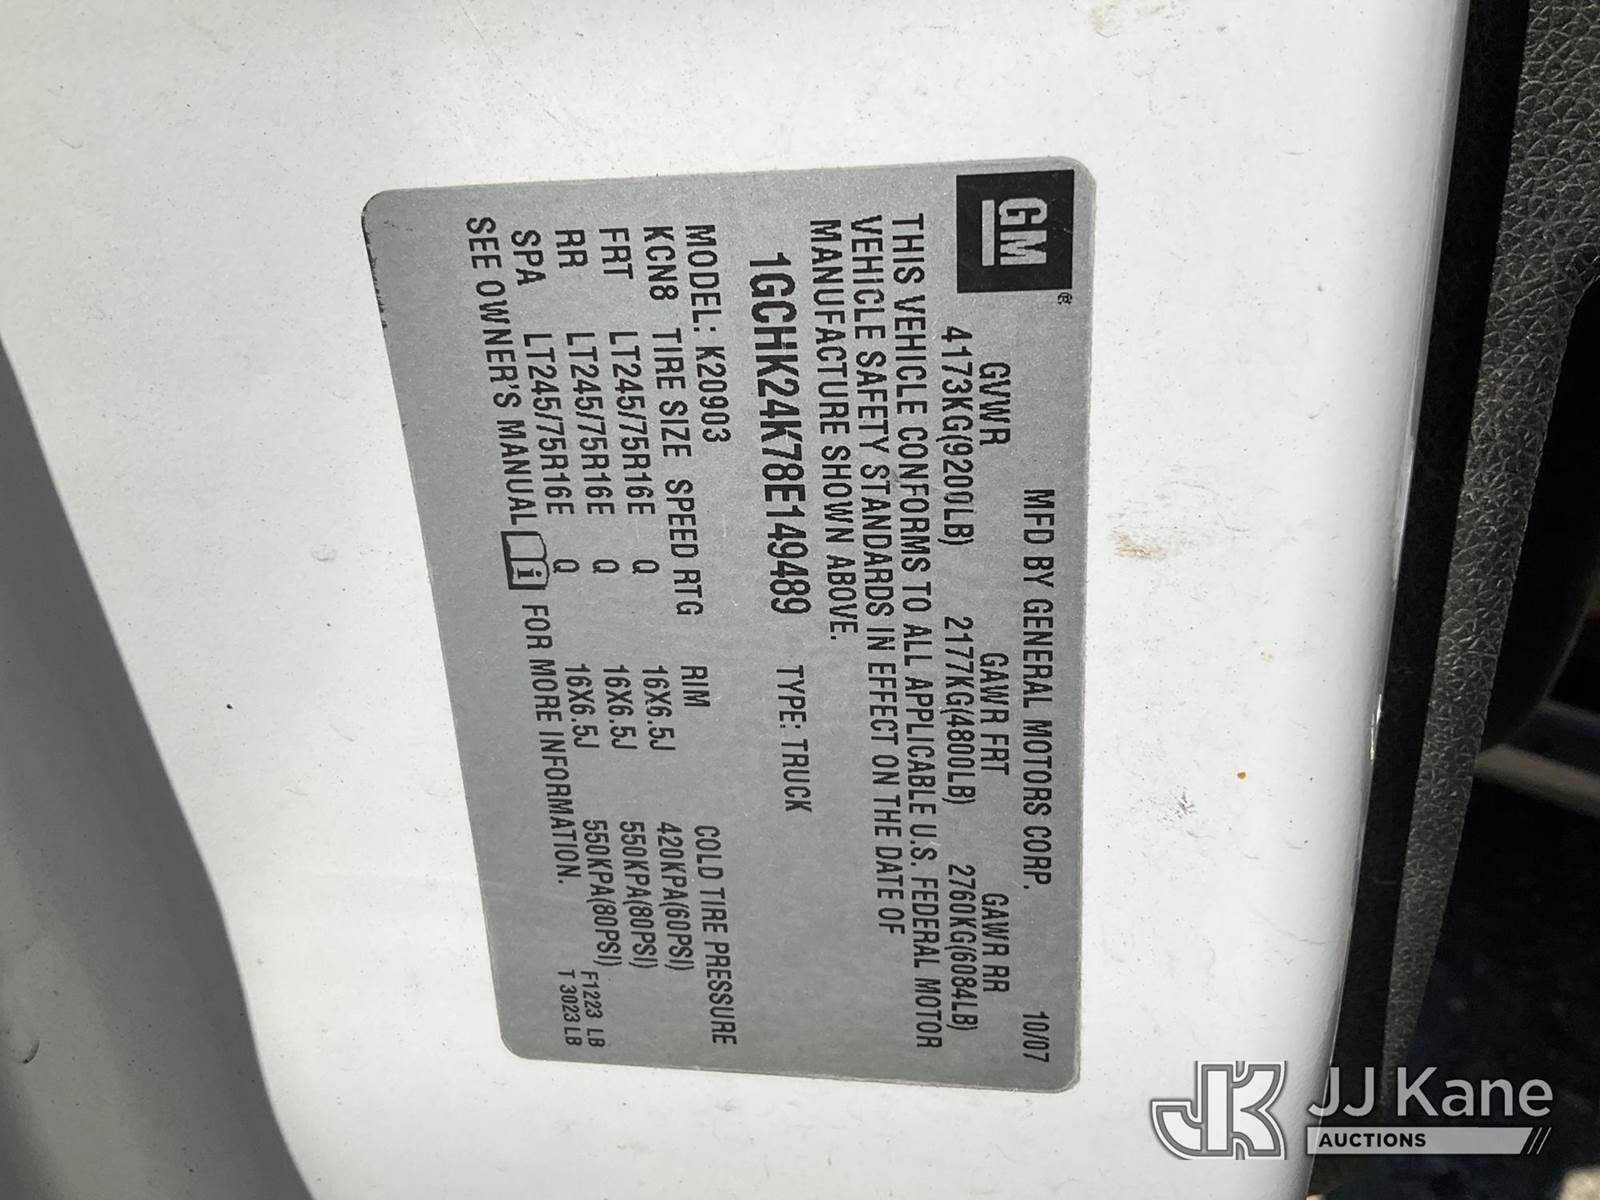 GM®
MFD BY GENERAL MOTORS CORP. 10/07
GVWR GAWR FRT GAWR RR
4173KG(9200LB) 2177KG(4800LB) 2760KG(6084LB)
THIS VEHICLE CONFORMS TO ALL APPLICABLE U.S. FEDERAL MOTOR
VEHICLE SAFETY STANDARDS IN EFFECT ON THE DATE OF
MANUFACTURE SHOWN ABOVE.
1GCHK24K78E149489 TYPE: TRUCK
MODEL: K20903
KCN8 TIRE SIZE SPEED RTG RIM COLD TIRE PRESSURE
FRT LT245/75R16E Q 16X6.5J 420KPA(60PSI)
RR LT245/75R16E Q 16X6.5J 550KPA(80PSI)
SPA LT245/75R16E Q 16X6.5J 550KPA(80PSI) F1223 LB
SEE OWNER'S MANUAL i FOR MORE INFORMATION. T 3023 LB
JK JJ Kane
AUCTIONS